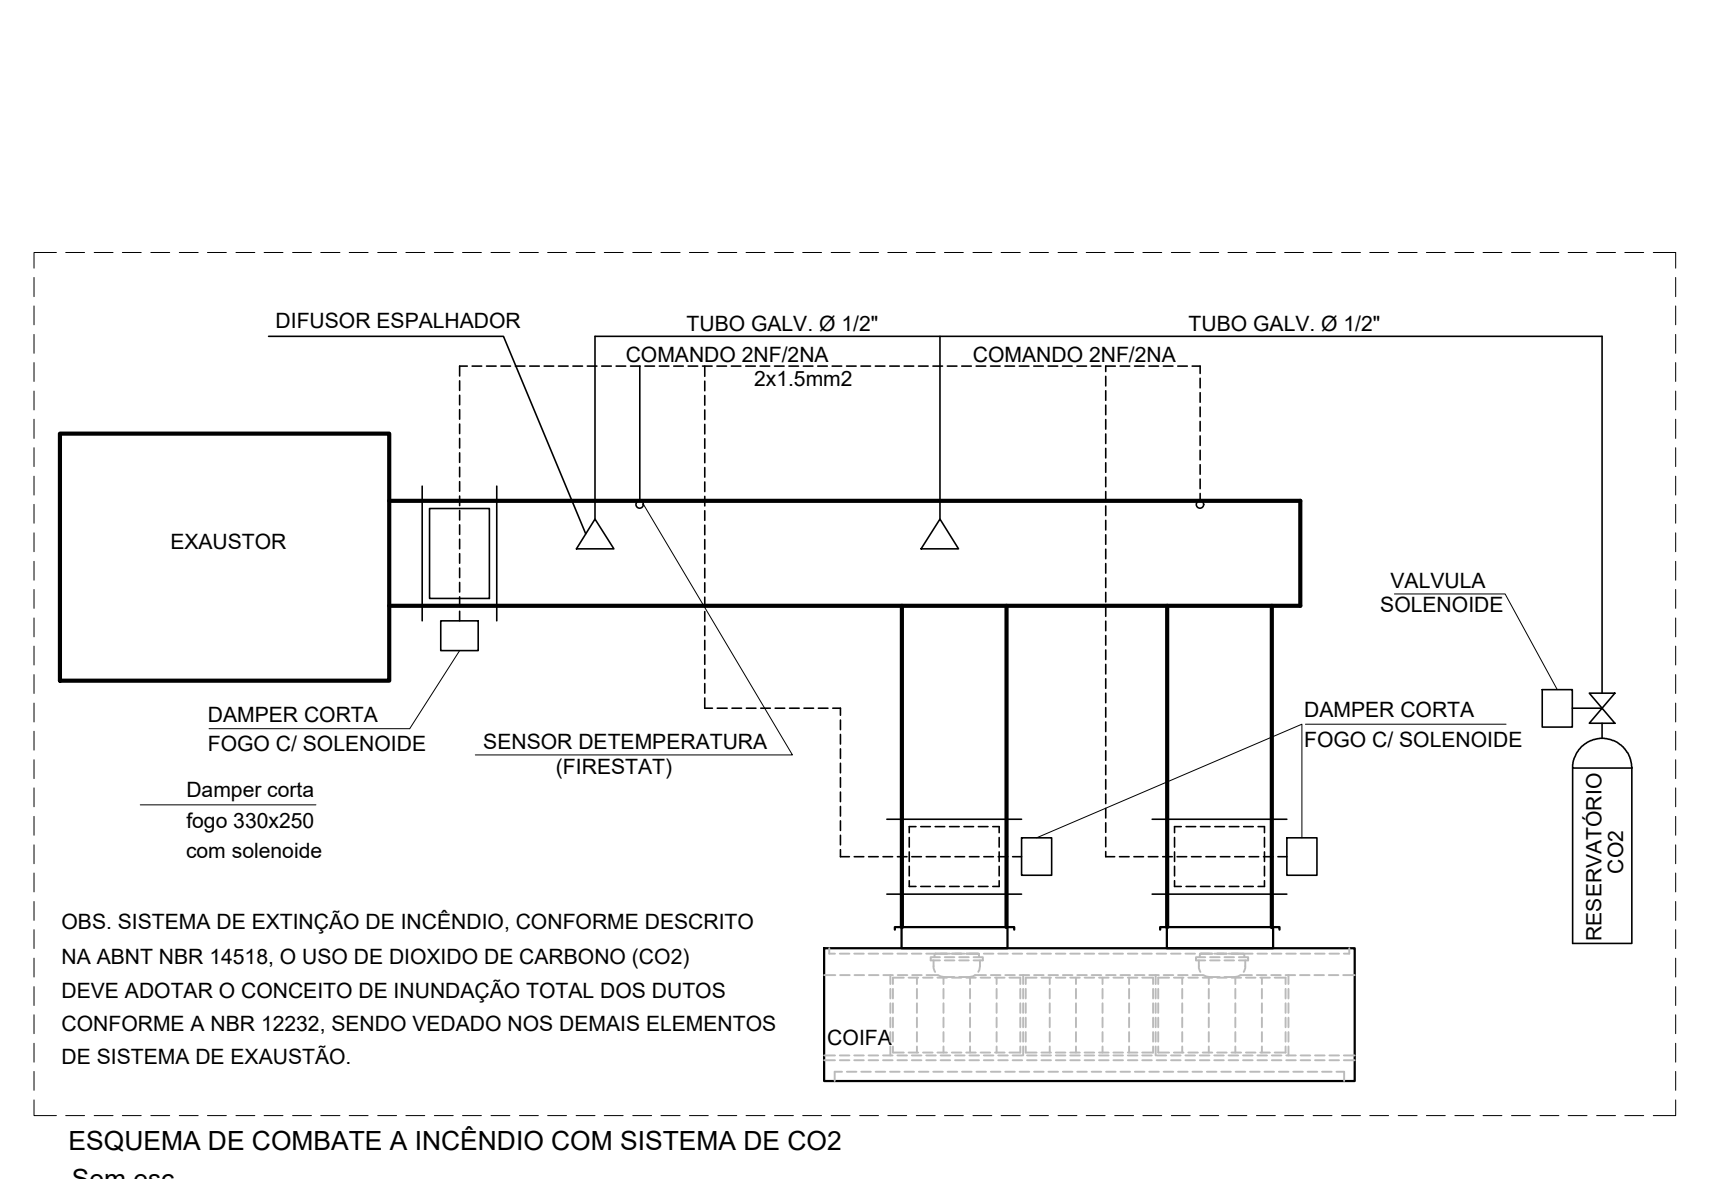 DIFUSOR ESPALHADOR
TUBO GALV. Ø 1/2"
TUBO GALV. Ø 1/2"
COMANDO 2NF/2NA
COMANDO 2NF/2NA
2x1.5mm2
EXAUSTOR
VALVULA
SOLENOIDE
DAMPER CORTA
FOGO C/ SOLENOIDE
SENSOR DETEMPERATURA
(FIRESTAT)
DAMPER CORTA
FOGO C/ SOLENOIDE
Damper corta
fogo 330x250
com solenoide
RESERVATÓRIO
CO2
OBS. SISTEMA DE EXTINÇÃO DE INCÊNDIO, CONFORME DESCRITO
NA ABNT NBR 14518, O USO DE DIOXIDO DE CARBONO (CO2)
DEVE ADOTAR O CONCEITO DE INUNDAÇÃO TOTAL DOS DUTOS
CONFORME A NBR 12232, SENDO VEDADO NOS DEMAIS ELEMENTOS
DE SISTEMA DE EXAUSTÃO.
COIFA
ESQUEMA DE COMBATE A INCÊNDIO COM SISTEMA DE CO2
Sem esc